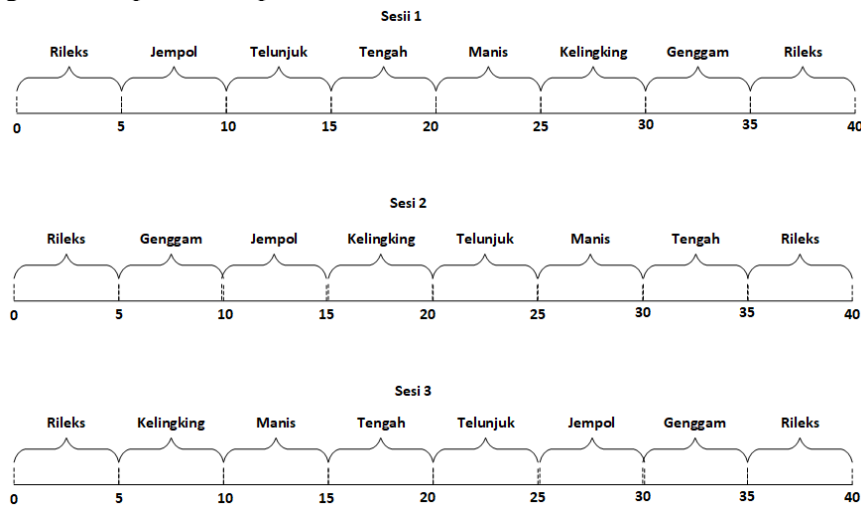 Sesii 1
Rileks Jempol Telunjuk Tengah Manis Kelingking Genggam Rileks
0 5 10 15 20 25 30 35 40
Sesi 2
Rileks Genggam Jempol Kelingking Telunjuk Manis Tengah Rileks
0 5 10 15 20 25 30 35 40
Sesi 3
Rileks Kelingking Manis Tengah Telunjuk Jempol Genggam Rileks
0 5 10 15 20 25 30 35 40